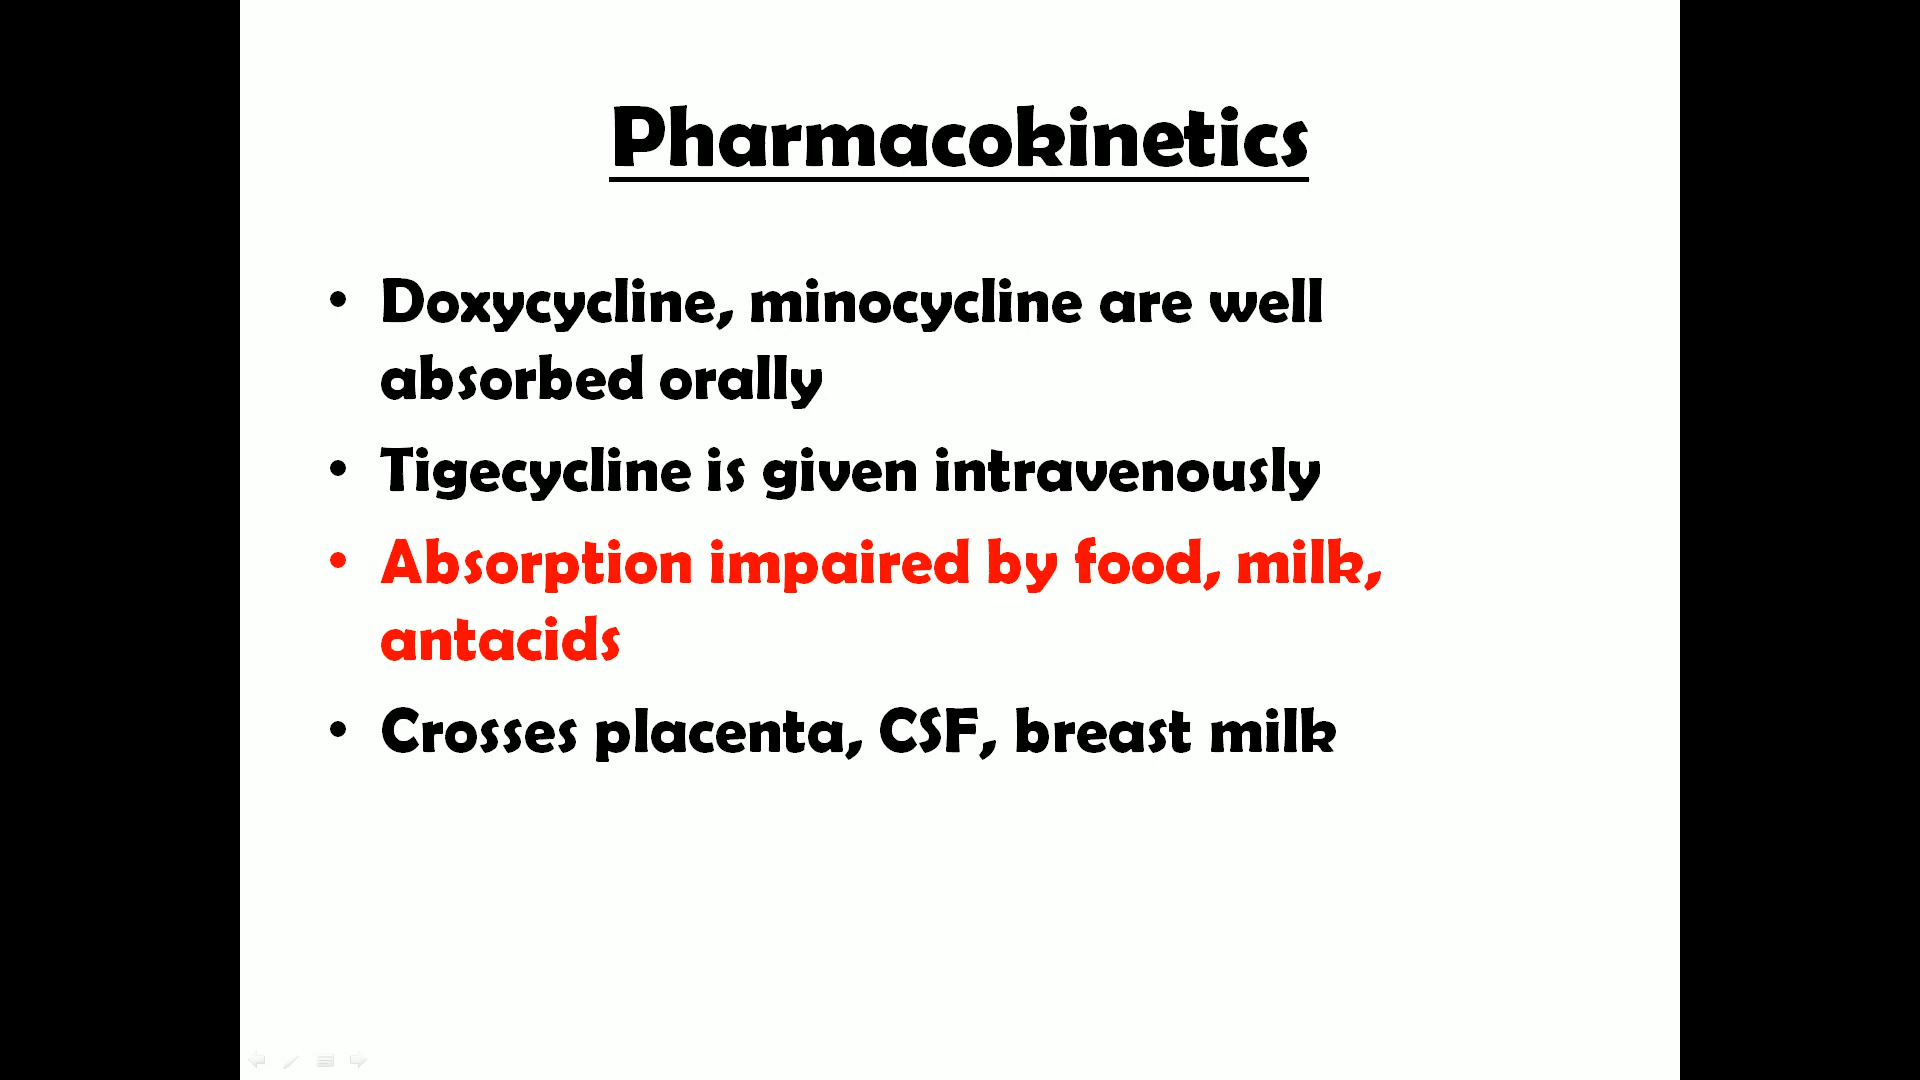 Pharmacokinetics
• Doxycycline, minocycline are well
absorbed orally
• Tigecycline is given intravenously
• Absorption impaired by food, milk,
antacids
• Crosses placenta, CSF, breast milk